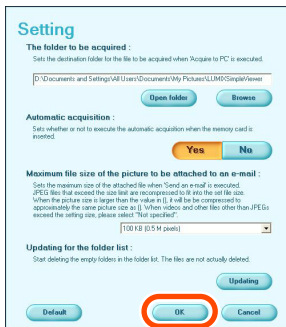 Setting
The folder to be acquired :
Sets the destination folder for the file to be acquired when 'Acquire to PC' is executed.
D:\Documents and Settings\All Users\Documents\My Pictures\LUMIXSimpleViewer
Open folder
Browse
Automatic acquisition :
Sets whether or not to execute the automatic acquisition when the memory card is
inserted.
Yes
No
Maximum file size of the picture to be attached to an e-mail :
Sets the maximum size of the attached file when 'Send an e-mail' is executed.
JPEG files that exceed the size limit are recompressed to fit into the set file size.
When the picture size is larger than the value in (), it will be be compressed to
approximately the same picture size as (). When videos and other files other than JPEGs
exceed the setting size, please select "Not specified".
100 KB (0.5 M pixels)
Updating for the folder list :
Start deleting the empty folders in the folder list. The files are not actually deleted.
Updating
Default
OK
Cancel